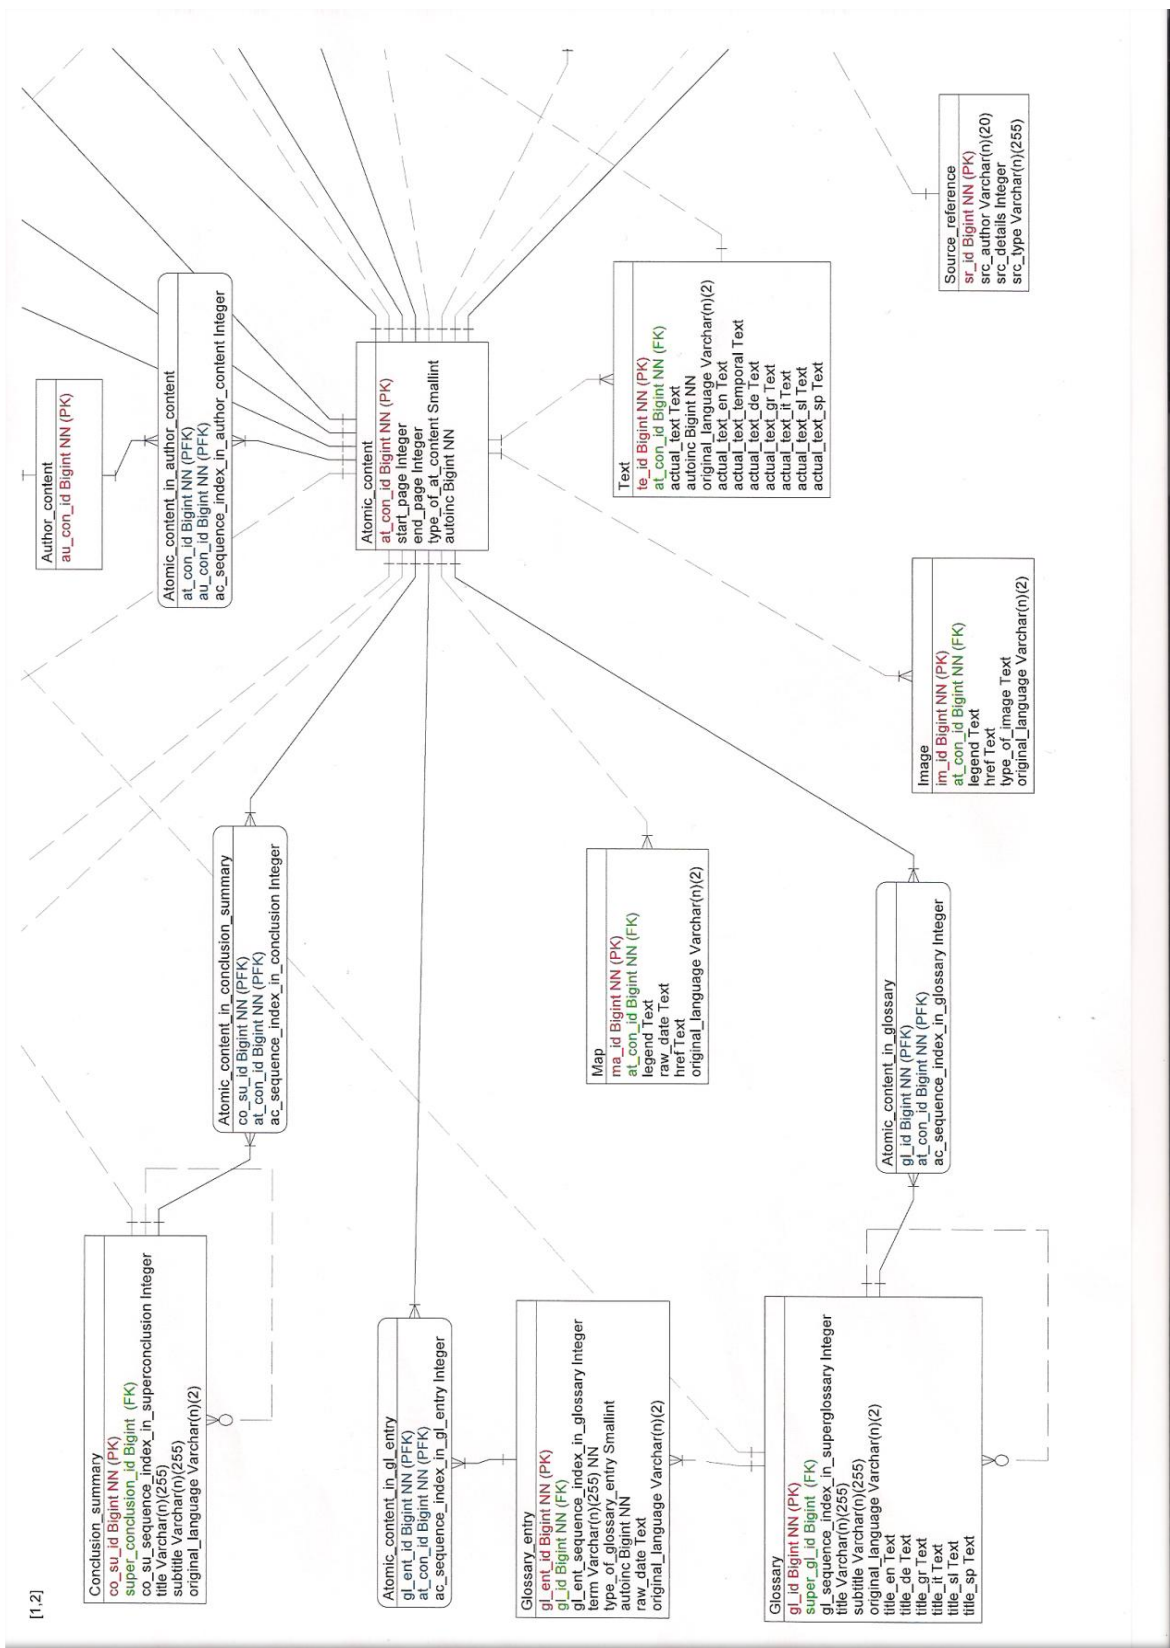 [1,2]
Author_content
au_con_id Bigint NN (PK)
Conclusion_summary
co_su_id Bigint NN (PK)
super_conclusion_id Bigint (FK)
co_su_sequence_index_in_superconclusion Integer
title Varchar(n)(255)
subtitle Varchar(n)(255)
original_language Varchar(n)(2)
Atomic_content_in_author_content
at_con_id Bigint NN (PFK)
au_con_id Bigint NN (PFK)
ac_sequence_index_in_author_content Integer
Atomic_content_in_conclusion_summary
co_su_id Bigint NN (PFK)
at_con_id Bigint NN (PFK)
ac_sequence_index_in_conclusion Integer
Atomic_content
at_con_id Bigint NN (PK)
start_page Integer
end_page Integer
type_of_at_content Smallint
autoinc Bigint NN
Atomic_content_in_gl_entry
gl_ent_id Bigint NN (PFK)
at_con_id Bigint NN (PFK)
ac_sequence_index_in_gl_entry Integer
Glossary_entry
gl_ent_id Bigint NN (PK)
gl_id Bigint NN (FK)
gl_ent_sequence_index_in_glossary Integer
term Varchar(n)(255) NN
type_of_glossary_entry Smallint
autoinc Bigint NN
raw_date Text
original_language Varchar(n)(2)
Map
ma_id Bigint NN (PK)
at_con_id Bigint NN (FK)
legend Text
raw_date Text
href Text
original_language Varchar(n)(2)
Text
te_id Bigint NN (PK)
at_con_id Bigint NN (FK)
actual_text Text
autoinc Bigint NN
original_language Varchar(n)(2)
actual_text_en Text
actual_text_temporal Text
actual_text_de Text
actual_text_gr Text
actual_text_it Text
actual_text_sl Text
actual_text_sp Text
Glossary
gl_id Bigint NN (PK)
super_gl_id Bigint (FK)
gl_sequence_index_in_superglossary Integer
title Varchar(n)(255)
subtitle Varchar(n)(255)
original_language Varchar(n)(2)
title_en Text
title_de Text
title_gr Text
title_it Text
title_sl Text
title_sp Text
Atomic_content_in_glossary
gl_id Bigint NN (PFK)
at_con_id Bigint NN (PFK)
ac_sequence_index_in_glossary Integer
Image
im_id Bigint NN (PK)
at_con_id Bigint NN (FK)
legend Text
href Text
type_of_image Text
original_language Varchar(n)(2)
Source_reference
sr_id Bigint NN (PK)
src_author Varchar(n)(20)
src_details Integer
src_type Varchar(n)(255)